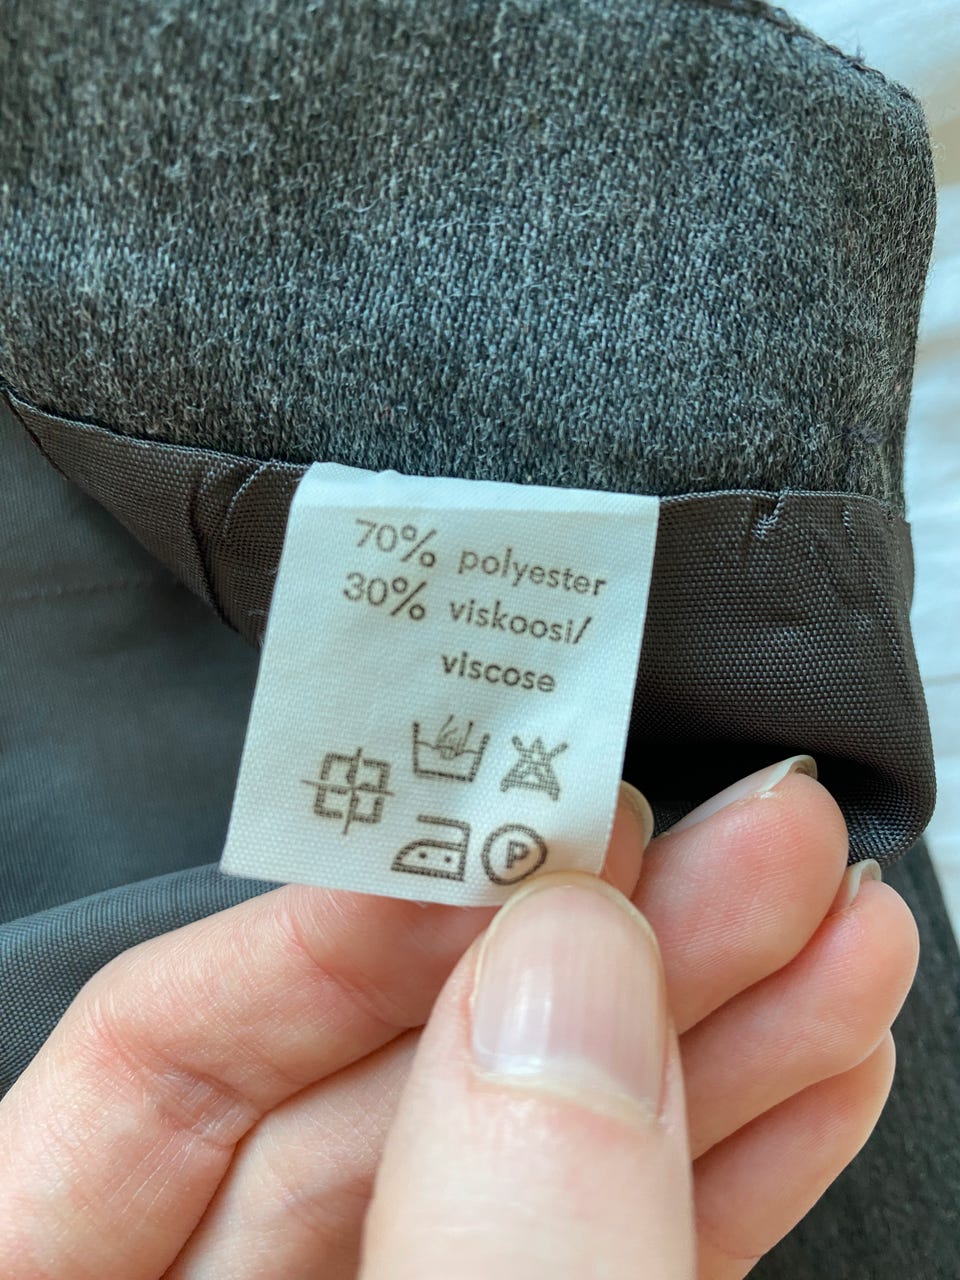 70% polyester
30% viskoosi/
viscose
P